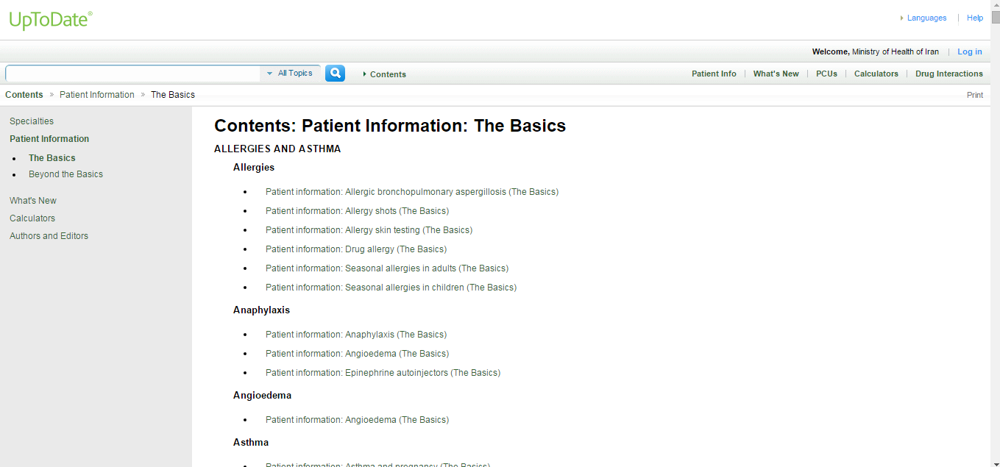 UpToDate®
Languages | Help
Welcome, Ministry of Health of Iran | Log in
All Topics
Contents
Patient Info | What's New | PCUs | Calculators | Drug Interactions
Contents » Patient Information » The Basics
Print
Specialties
Patient Information
• The Basics
• Beyond the Basics
What's New
Calculators
Authors and Editors
Contents: Patient Information: The Basics
ALLERGIES AND ASTHMA
Allergies
• Patient information: Allergic bronchopulmonary aspergillosis (The Basics)
• Patient information: Allergy shots (The Basics)
• Patient information: Allergy skin testing (The Basics)
• Patient information: Drug allergy (The Basics)
• Patient information: Seasonal allergies in adults (The Basics)
• Patient information: Seasonal allergies in children (The Basics)
Anaphylaxis
• Patient information: Anaphylaxis (The Basics)
• Patient information: Angioedema (The Basics)
• Patient information: Epinephrine autoinjectors (The Basics)
Angioedema
• Patient information: Angioedema (The Basics)
Asthma
• Patient information: Asthma and pregnancy (The Basics)